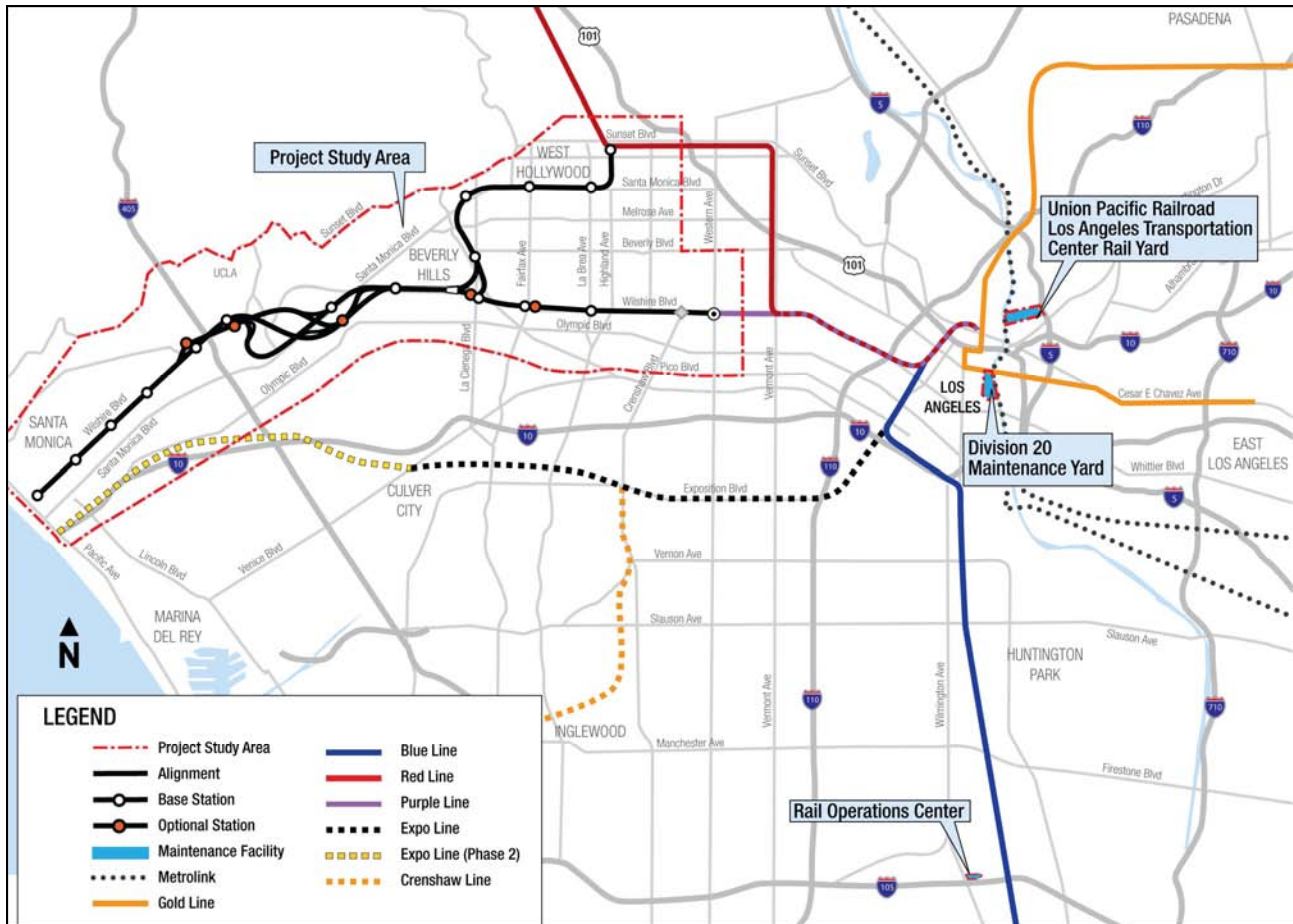 PASADENA
101
5
110
Sunset Blvd
WEST
HOLLYWOOD
Project Study Area
Santa Monica Blvd
Sunset Blvd
405
Sunset Blvd
Melrose Ave
Western Ave
Union Pacific Railroad
Los Angeles Transportation
Center Rail Yard
Santa Monica Blvd
BEVERLY
HILLS
Beverly Blvd
Fairfax Ave
La Brea Ave
Highland Ave
101
UCLA
10
Wilshire Blvd
Olympic Blvd
5
10
710
La Cienega Blvd
Crenshaw Blvd
Pico Blvd
Vermont Ave
Olympic Blvd
LOS
ANGELES
Cesar E Chavez Ave
Wilshire Blvd
SANTA
MONICA
Santa Monica Blvd
10
10
10
110
Division 20
Maintenance Yard
EAST
LOS ANGELES
Whittier Blvd
CULVER
CITY
Exposition Blvd
5
Pacific Ave
Lincoln Blvd
Venice Blvd
Vernon Ave
MARINA
DEL REY
Slauson Ave
Slauson Ave
N
HUNTINGTON
PARK
Vermont Ave
110
Wilmington Ave
710
INGLEWOOD
Manchester Ave
Firestone Blvd
Rail Operations Center
105
LEGEND
Project Study Area
Alignment
Base Station
Optional Station
Maintenance Facility
Metrolink
Gold Line
Blue Line
Red Line
Purple Line
Expo Line
Expo Line (Phase 2)
Crenshaw Line